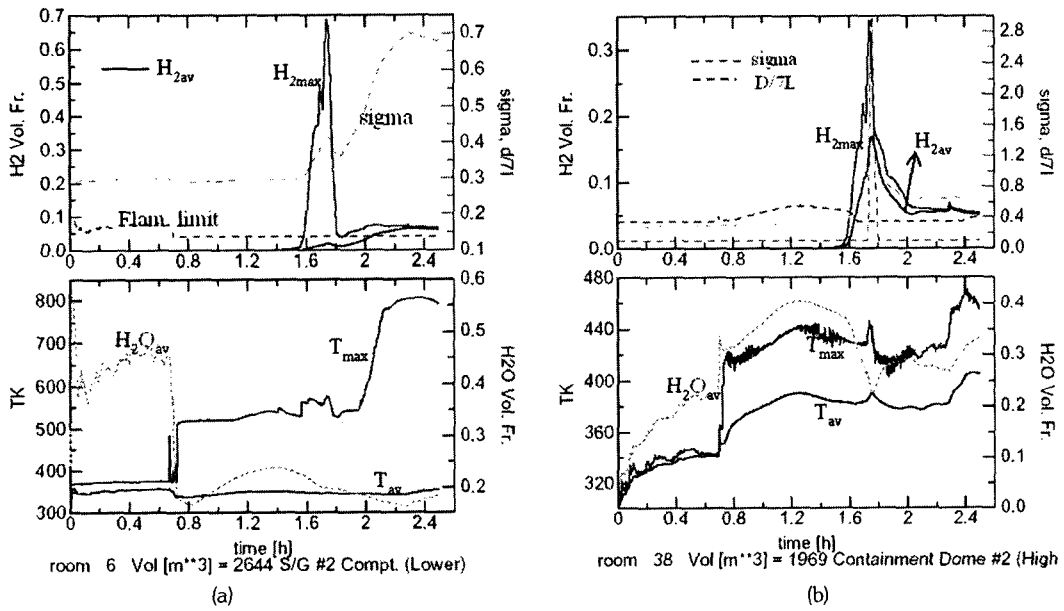 H2 Vol. Fr.
0.7
0.6
0.5
0.4
0.3
0.2
0.1
0.0
H2av
H2max
sigma
Flam. limit
0.7
0.6
0.5
0.4
0.3
0.2
0.1
sigma, d/7l
0 0.4 0.8 1.2 1.6 2 2.4
TK
800
700
600
500
400
300
H2Oav
Tmax
Tav
0.6
0.5
0.4
0.3
0.3
0.2
H2O Vol. Fr.
0 0.4 0.8 1.2 1.6 2 2.4
time [h]
room 6 Vol [m**3] = 2644 S/G #2 Compt. (Lower)
(a)
H2 Vol. Fr.
0.3
0.2
0.1
0.0
sigma
D/7L
H2max
H2av
2.8
2.4
2.0
1.6
1.2
0.8
0.4
0.0
sigma, d/7l
0 0.4 0.8 1.2 1.6 2 2.4
TK
480
440
400
360
320
H2Oav
Tmax
Tav
0.4
0.3
0.2
0.1
0.0
H2O Vol. Fr.
0 0.4 0.8 1.2 1.6 2 2.4
time [h]
room 38 Vol [m**3] = 1969 Containment Dome #2 (High
(b)